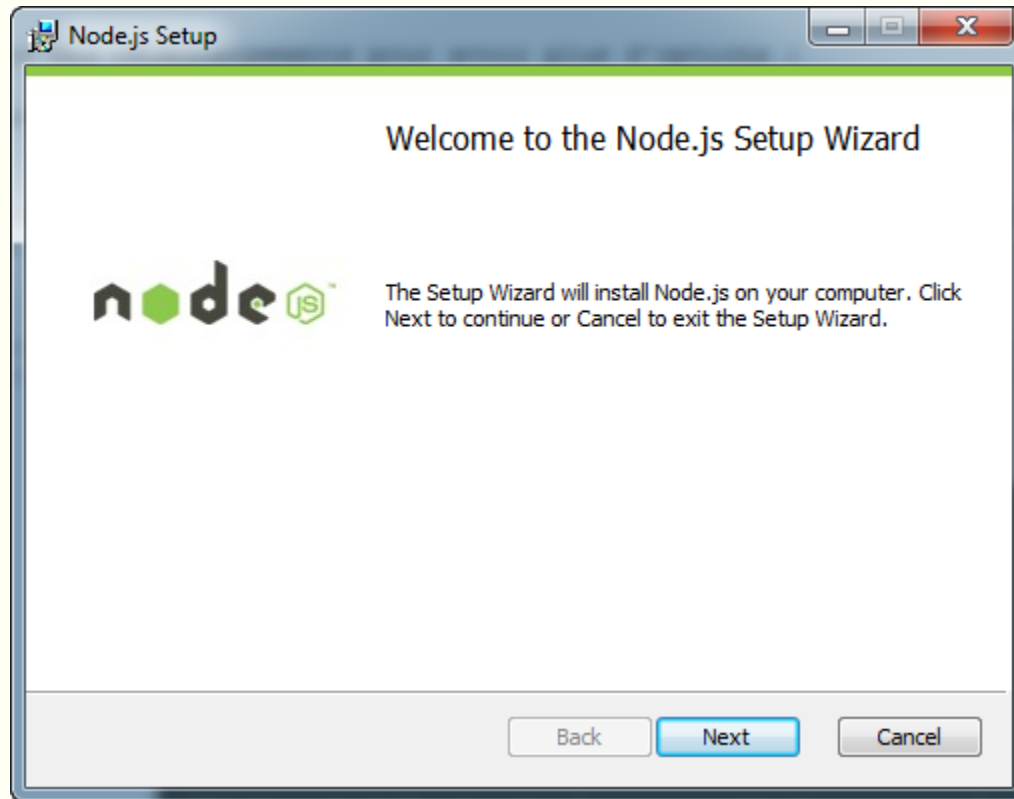 Node.js Setup
Welcome to the Node.js Setup Wizard
node JS™
The Setup Wizard will install Node.js on your computer. Click
Next to continue or Cancel to exit the Setup Wizard.
Back Next Cancel